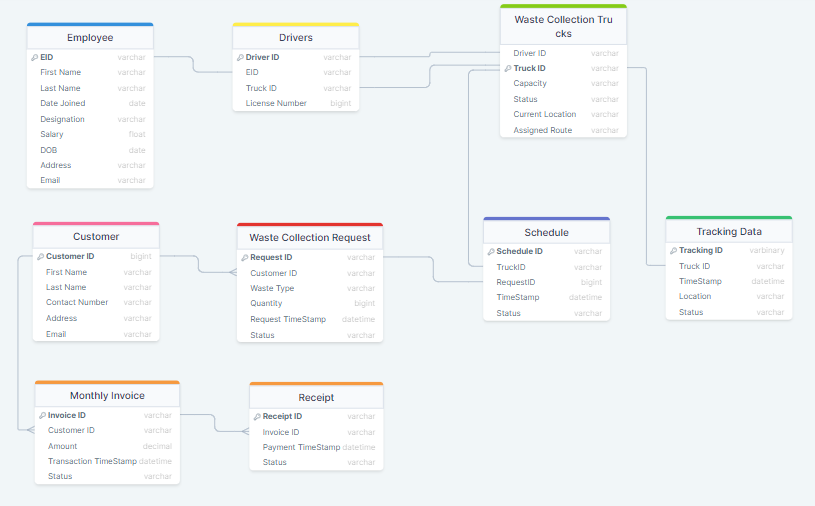 Employee
EID varchar
First Name varchar
Last Name varchar
Date Joined date
Designation varchar
Salary float
DOB date
Address varchar
Email varchar
Drivers
Driver ID varchar
EID varchar
Truck ID varchar
License Number bigint
Waste Collection Tru
cks
Driver ID varchar
Truck ID varchar
Capacity varchar
Status varchar
Current Location varchar
Assigned Route varchar
Customer
Customer ID bigint
First Name varchar
Last Name varchar
Contact Number varchar
Address varchar
Email varchar
Waste Collection Request
Request ID varchar
Customer ID varchar
Waste Type varchar
Quantity bigint
Request TimeStamp datetime
Status varchar
Schedule
Schedule ID varchar
TruckID varchar
RequestID bigint
TimeStamp datetime
Status varchar
Tracking Data
Tracking ID varbinary
Truck ID varchar
TimeStamp datetime
Location varchar
Status varchar
Monthly Invoice
Invoice ID varchar
Customer ID varchar
Amount decimal
Transaction TimeStamp datetime
Status varchar
Receipt
Receipt ID varchar
Invoice ID varchar
Payment TimeStamp datetime
Status varchar